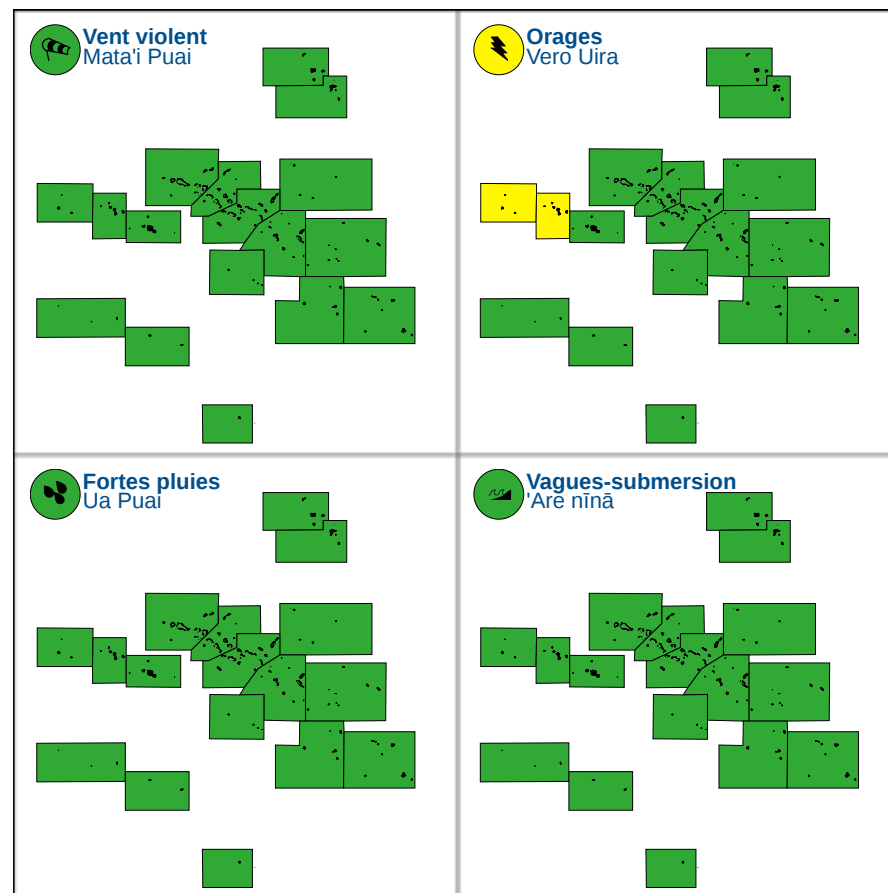 Vent violent
Mata'i Puai
Orages
Vero Uira
Fortes pluies
Ua Puai
Vagues-submersion
'Are nīnā